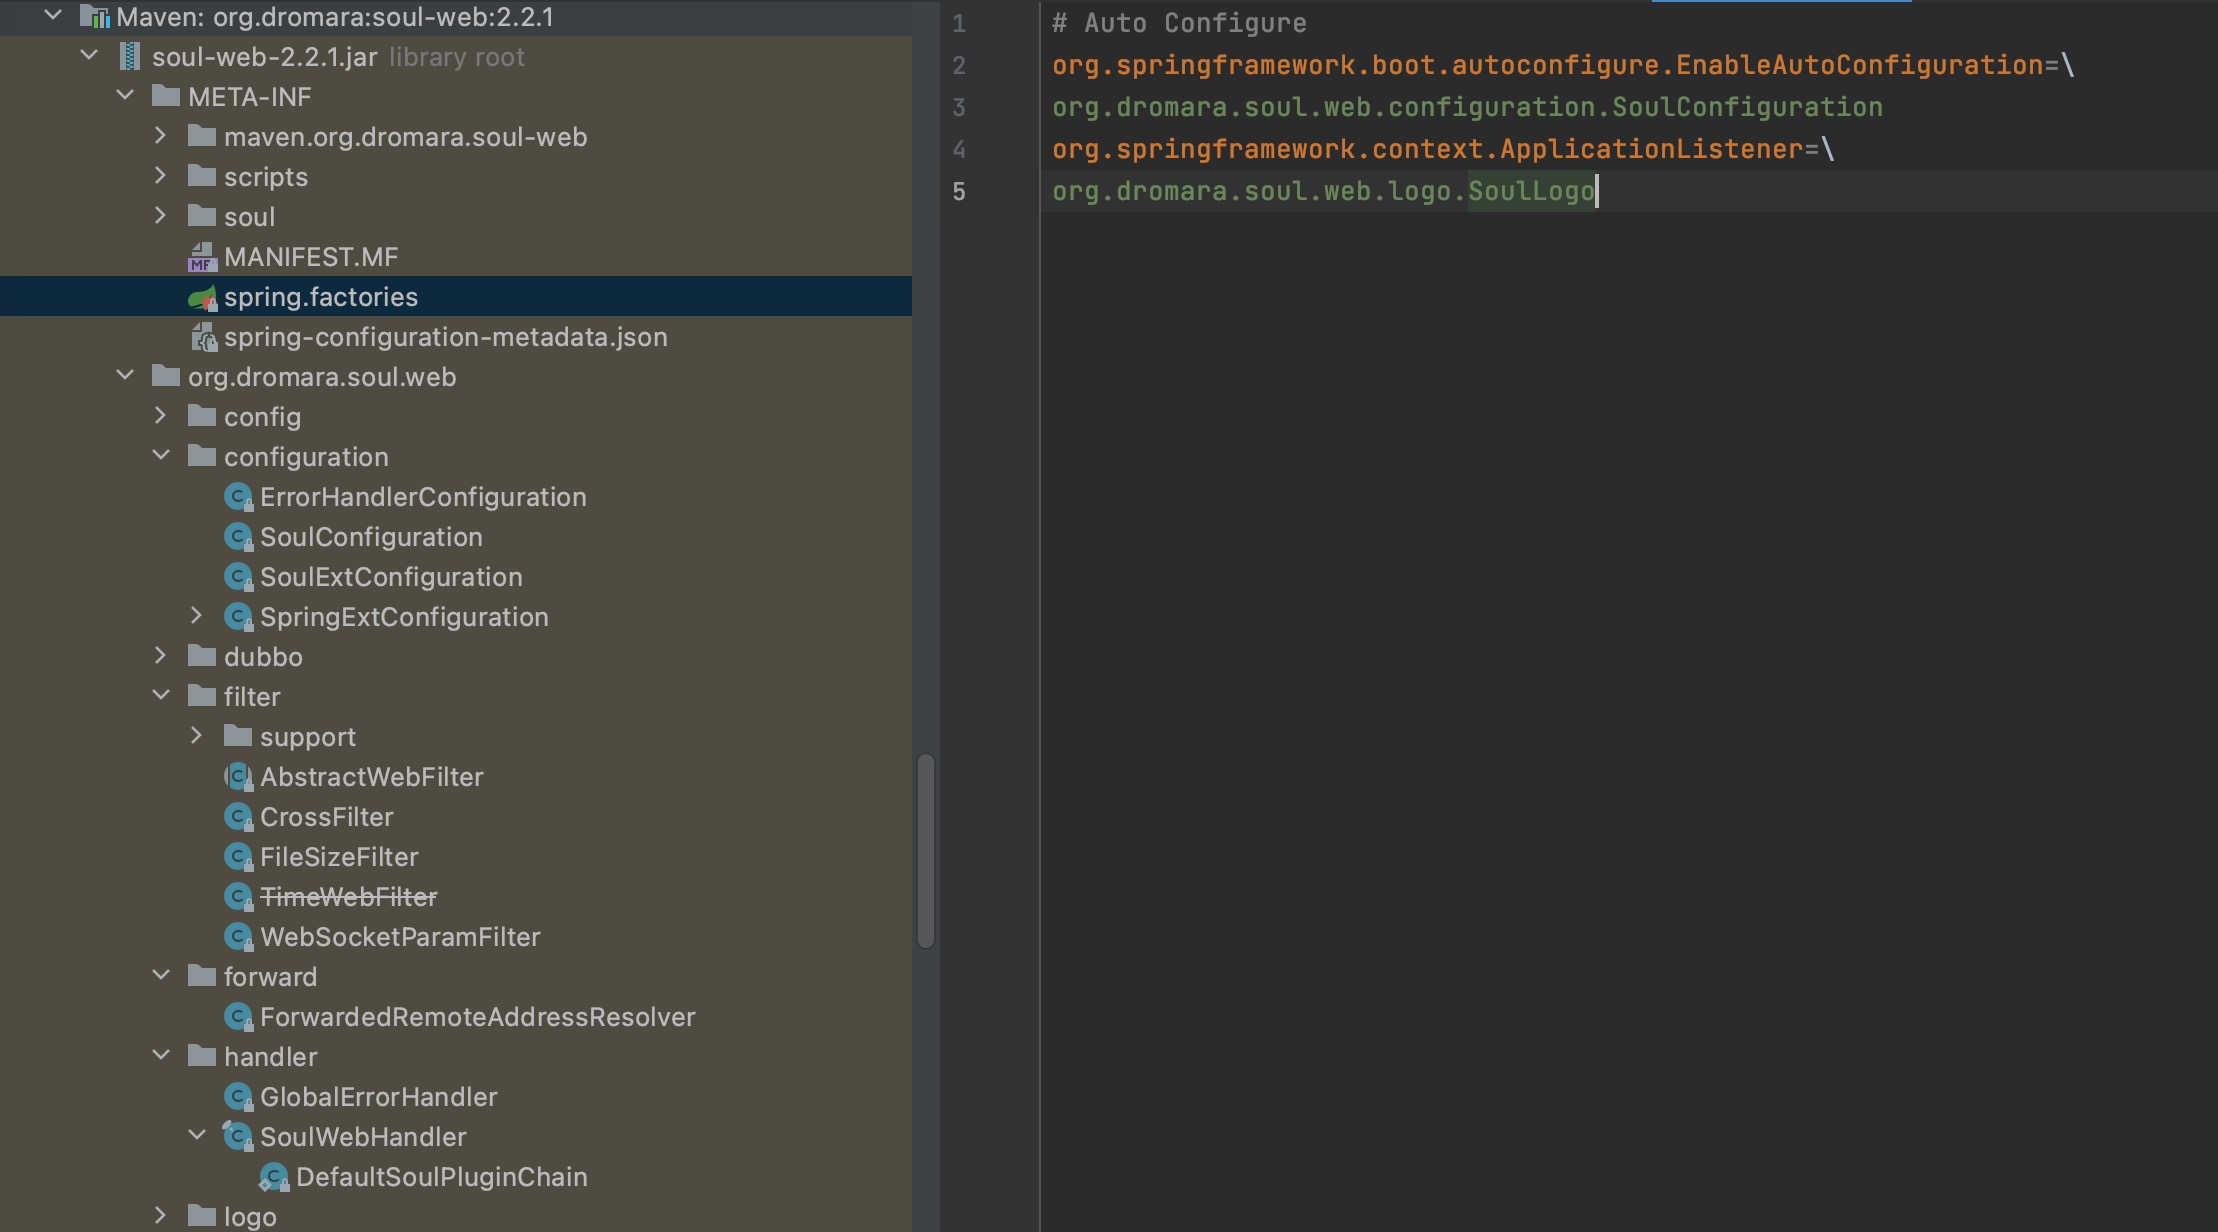 Maven: org.dromara:soul-web:2.2.1
soul-web-2.2.1.jar library root
META-INF
maven.org.dromara.soul-web
scripts
soul
MF MANIFEST.MF
spring.factories
spring-configuration-metadata.json
org.dromara.soul.web
config
configuration
C ErrorHandlerConfiguration
C SoulConfiguration
C SoulExtConfiguration
C SpringExtConfiguration
dubbo
filter
support
C AbstractWebFilter
C CrossFilter
C FileSizeFilter
C TimeWebFilter
C WebSocketParamFilter
forward
C ForwardedRemoteAddressResolver
handler
C GlobalErrorHandler
C SoulWebHandler
C DefaultSoulPluginChain
logo
1 # Auto Configure
2 org.springframework.boot.autoconfigure.EnableAutoConfiguration=\
3 org.dromara.soul.web.configuration.SoulConfiguration
4 org.springframework.context.ApplicationListener=\
5 org.dromara.soul.web.logo.SoulLogo